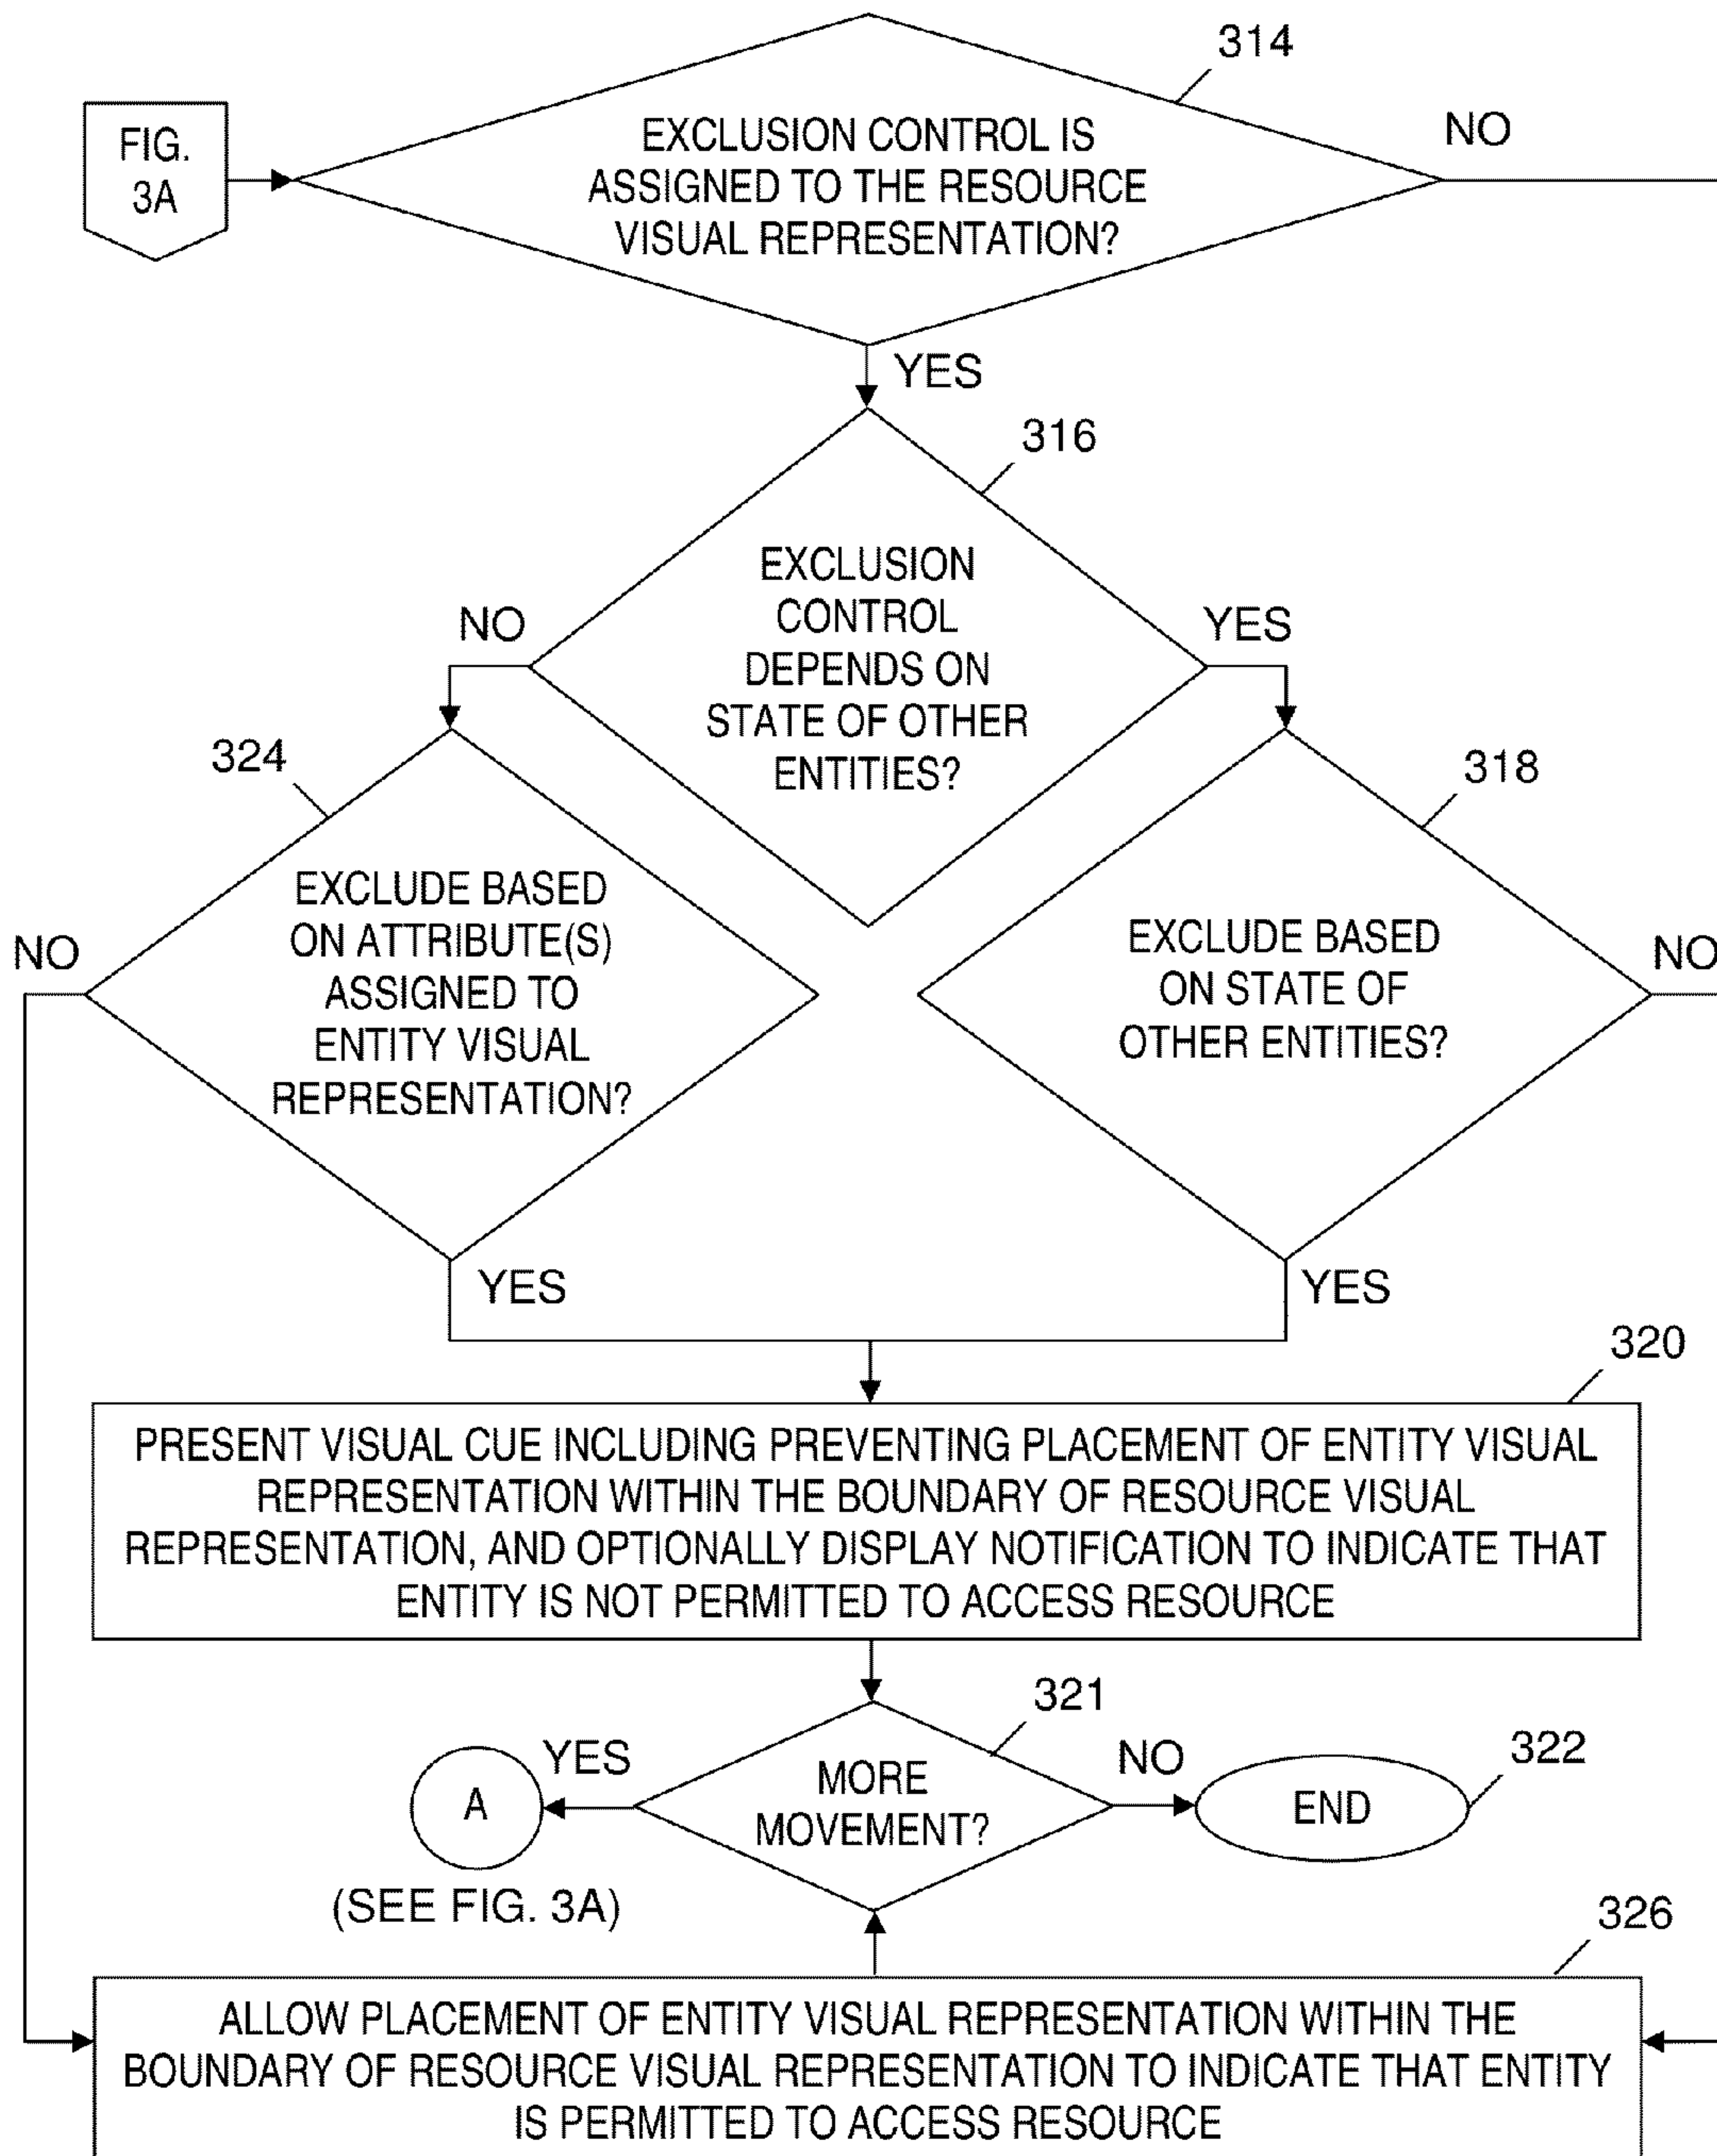 314
FIG.
3A
EXCLUSION CONTROL IS
ASSIGNED TO THE RESOURCE
VISUAL REPRESENTATION?
NO
YES
316
EXCLUSION
CONTROL
DEPENDS ON
STATE OF OTHER
ENTITIES?
NO
YES
324
318
EXCLUDE BASED
ON ATTRIBUTE(S)
ASSIGNED TO
ENTITY VISUAL
REPRESENTATION?
NO
EXCLUDE BASED
ON STATE OF
OTHER ENTITIES?
NO
YES
YES
320
PRESENT VISUAL CUE INCLUDING PREVENTING PLACEMENT OF ENTITY VISUAL
REPRESENTATION WITHIN THE BOUNDARY OF RESOURCE VISUAL
REPRESENTATION, AND OPTIONALLY DISPLAY NOTIFICATION TO INDICATE THAT
ENTITY IS NOT PERMITTED TO ACCESS RESOURCE
321
YES
NO
322
A
MORE
MOVEMENT?
END
(SEE FIG. 3A)
326
ALLOW PLACEMENT OF ENTITY VISUAL REPRESENTATION WITHIN THE
BOUNDARY OF RESOURCE VISUAL REPRESENTATION TO INDICATE THAT ENTITY
IS PERMITTED TO ACCESS RESOURCE